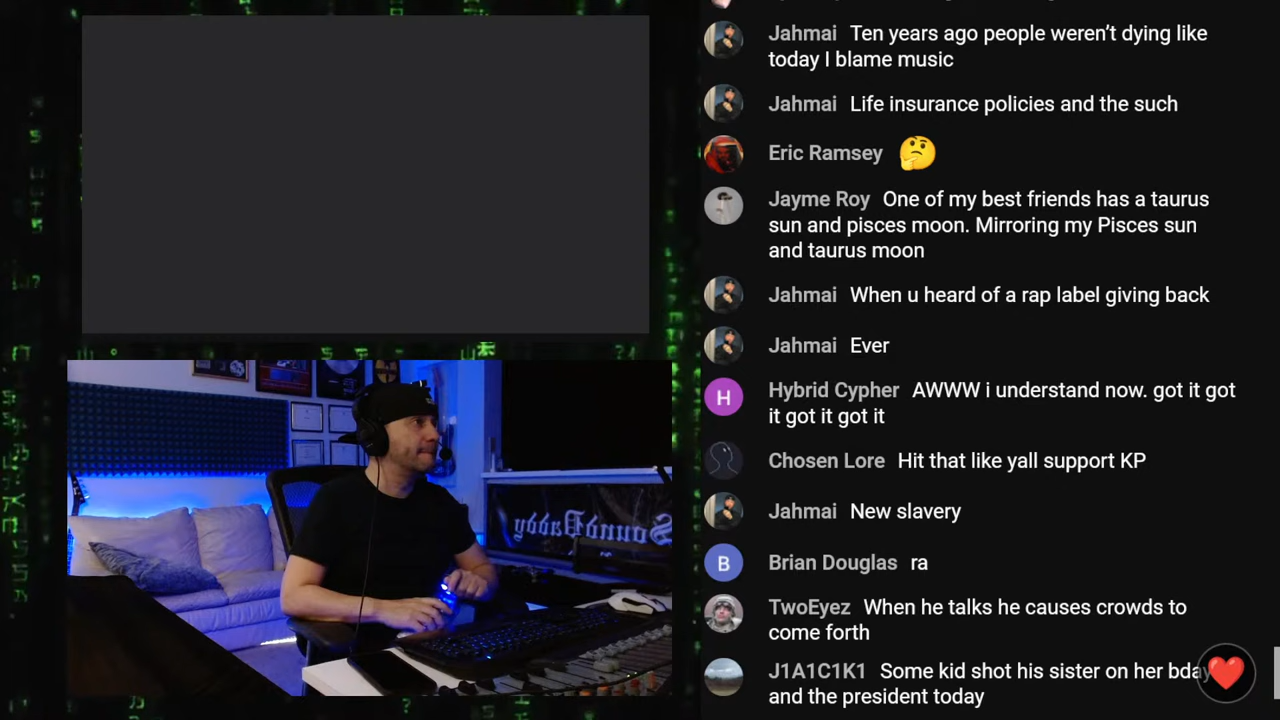 Jahmai Ten years ago people weren’t dying like
today I blame music
Jahmai Life insurance policies and the such
Eric Ramsey 🤔
Jayme Roy One of my best friends has a taurus
sun and pisces moon. Mirroring my Pisces sun
and taurus moon
Jahmai When u heard of a rap label giving back
Jahmai Ever
H Hybrid Cypher AWWW i understand now. got it got
it got it got it
Chosen Lore Hit that like yall support KP
Jahmai New slavery
B Brian Douglas ra
TwoEyez When he talks he causes crowds to
come forth
J1A1C1K1 Some kid shot his sister on her bday
and the president today
SoundDaddy